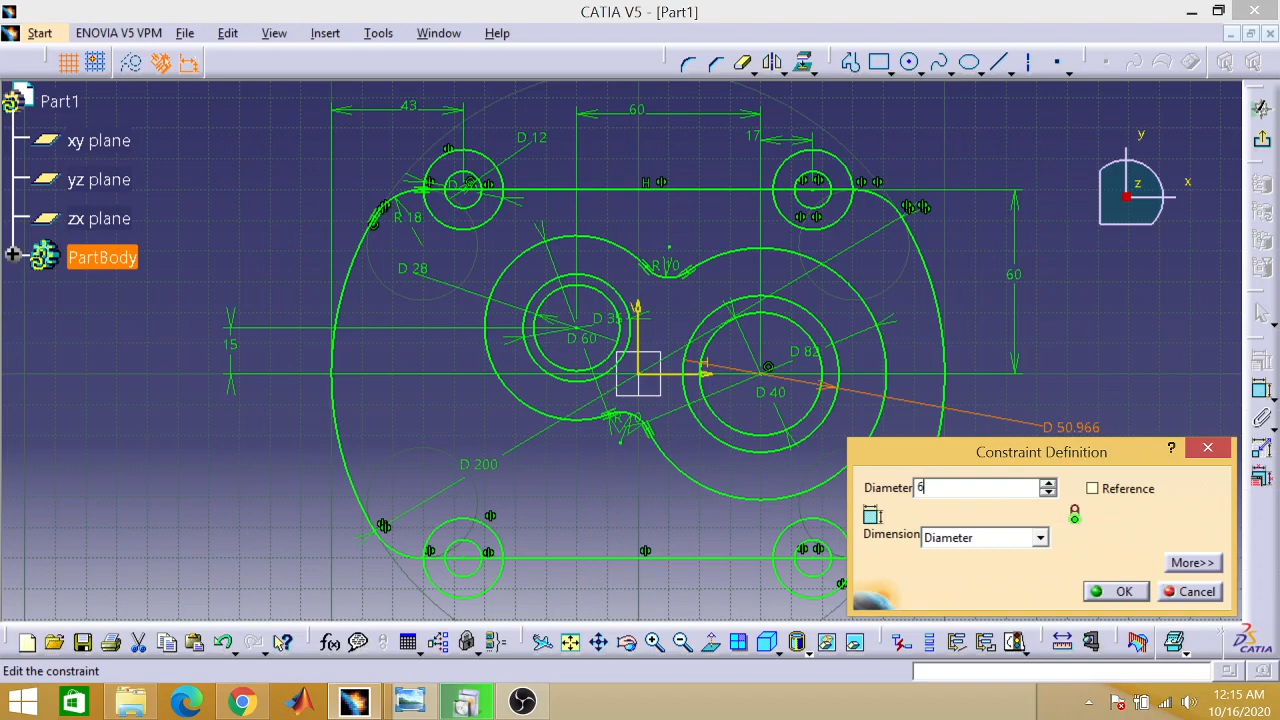 CATIA V5 - [Part1]
Start ENOVIA V5 VPM File Edit View Insert Tools Window Help
Part1
xy plane
yz plane
zx plane
PartBody
43
60
17
D 12
H
R 18
D 28
R 10
D 35
15
D 60
60
D 82
D 40
H
D 200
D 50.966
y
z
x
Constraint Definition
? X
Diameter 6
Reference
Dimension Diameter
More>>
OK Cancel
f(x)
CATIA
Edit the constraint
12:15 AM
10/16/2020